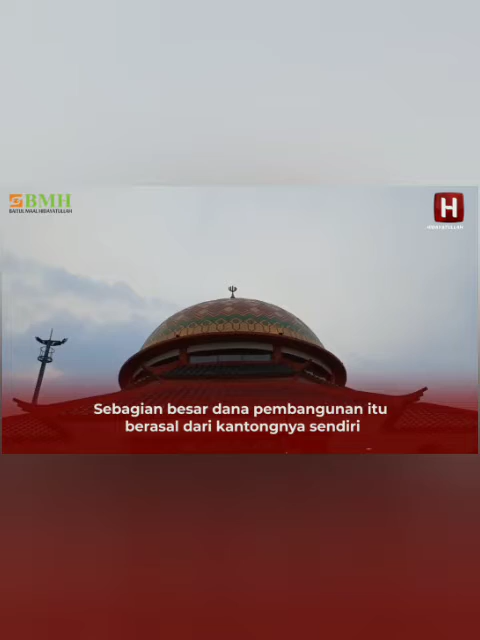 BMH
BAITUL MAAL HIDAYATULLAH
H
HIDAYATULLAH
Sebagian besar dana pembangunan itu
berasal dari kantongnya sendiri